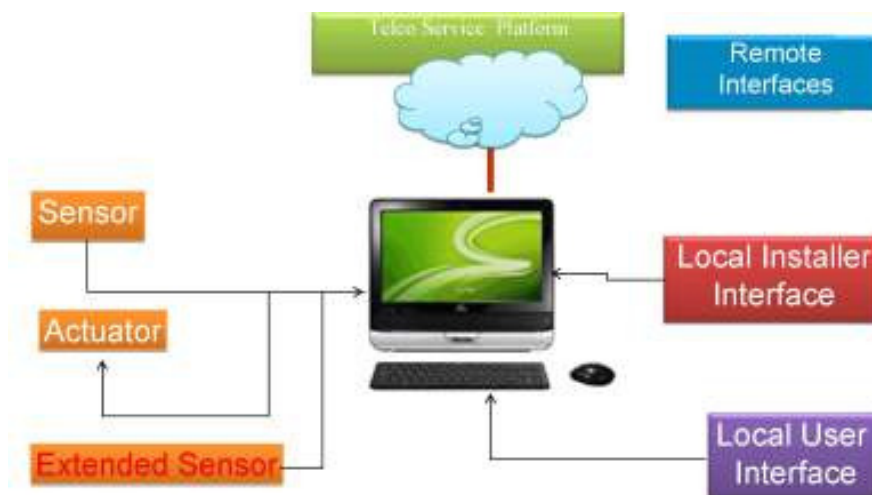 Telco Service Platform
Remote
Interfaces
Sensor
Local Installer
Interface
Actuator
Extended Sensor
Local User
Interface